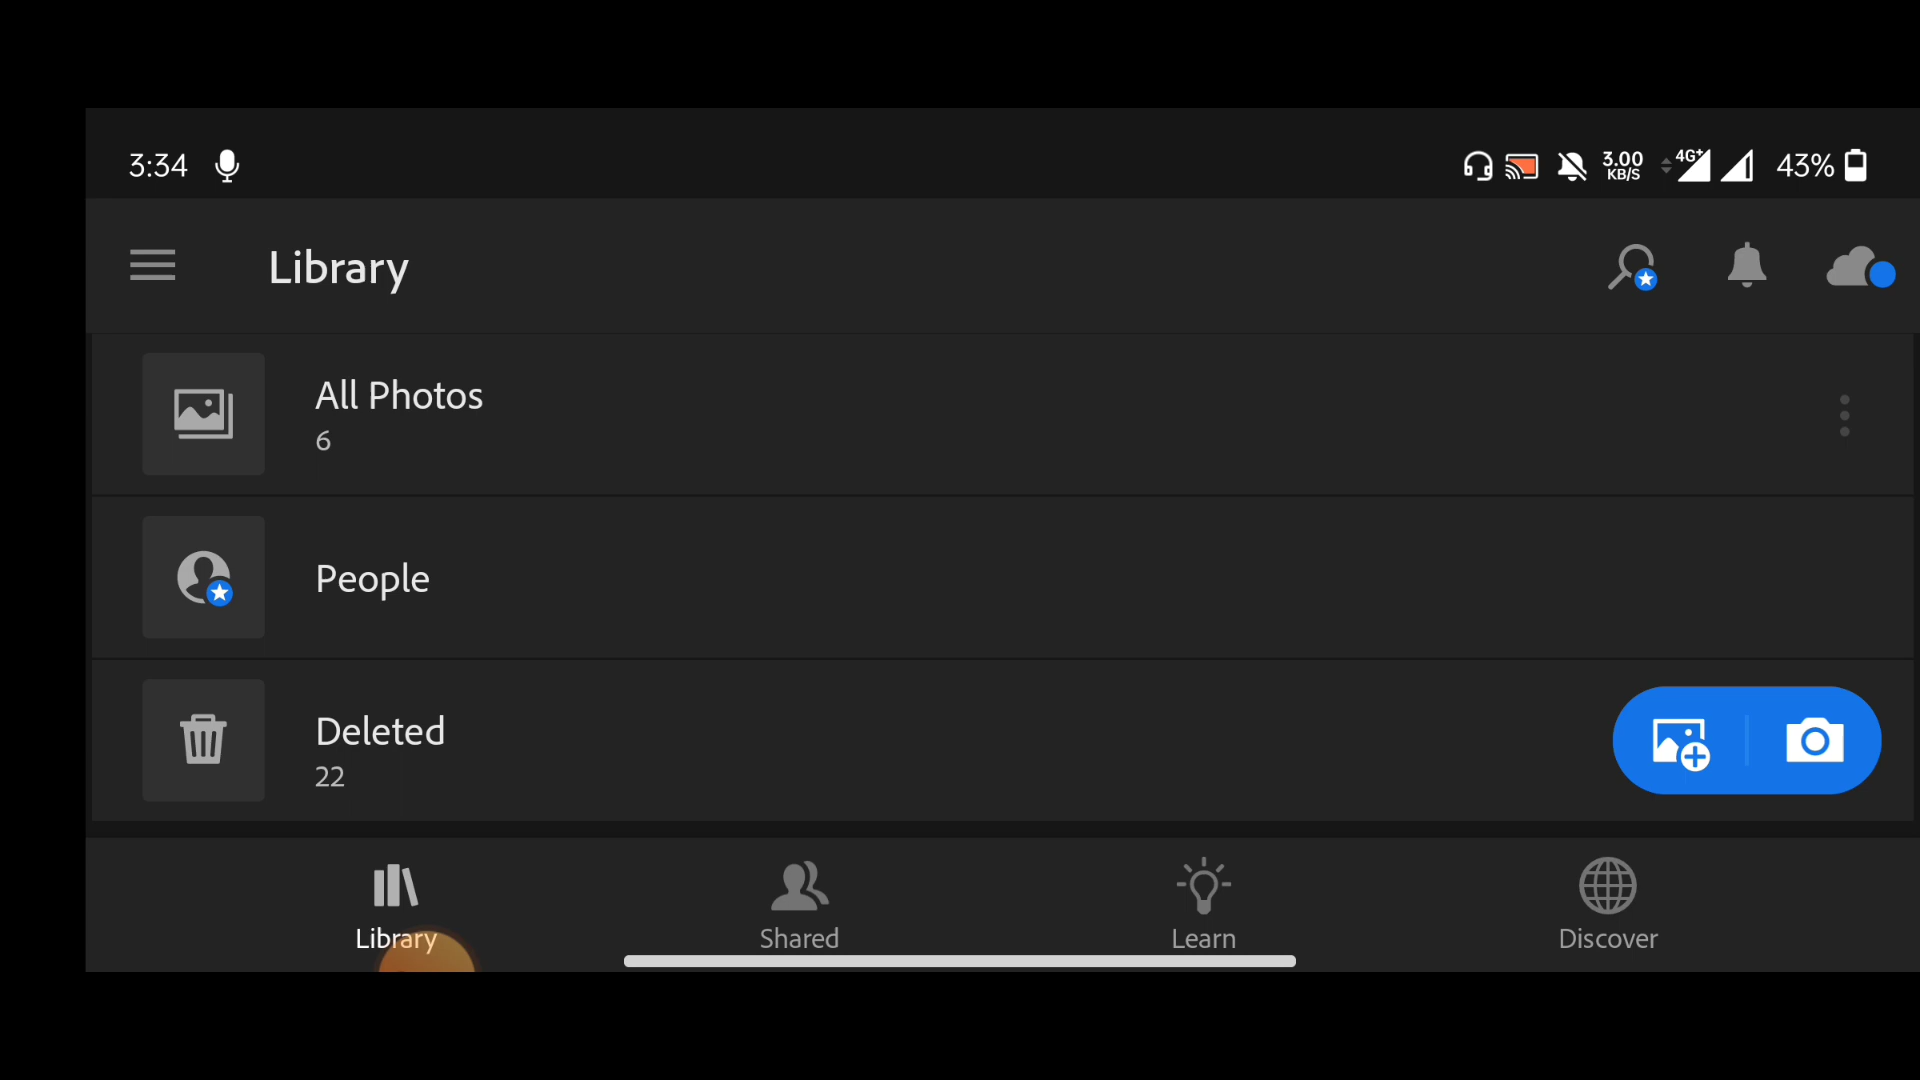 3:34
3.00
KB/S
4G+
43%
Library
All Photos
6
People
Deleted
22
Library
Shared
Learn
Discover